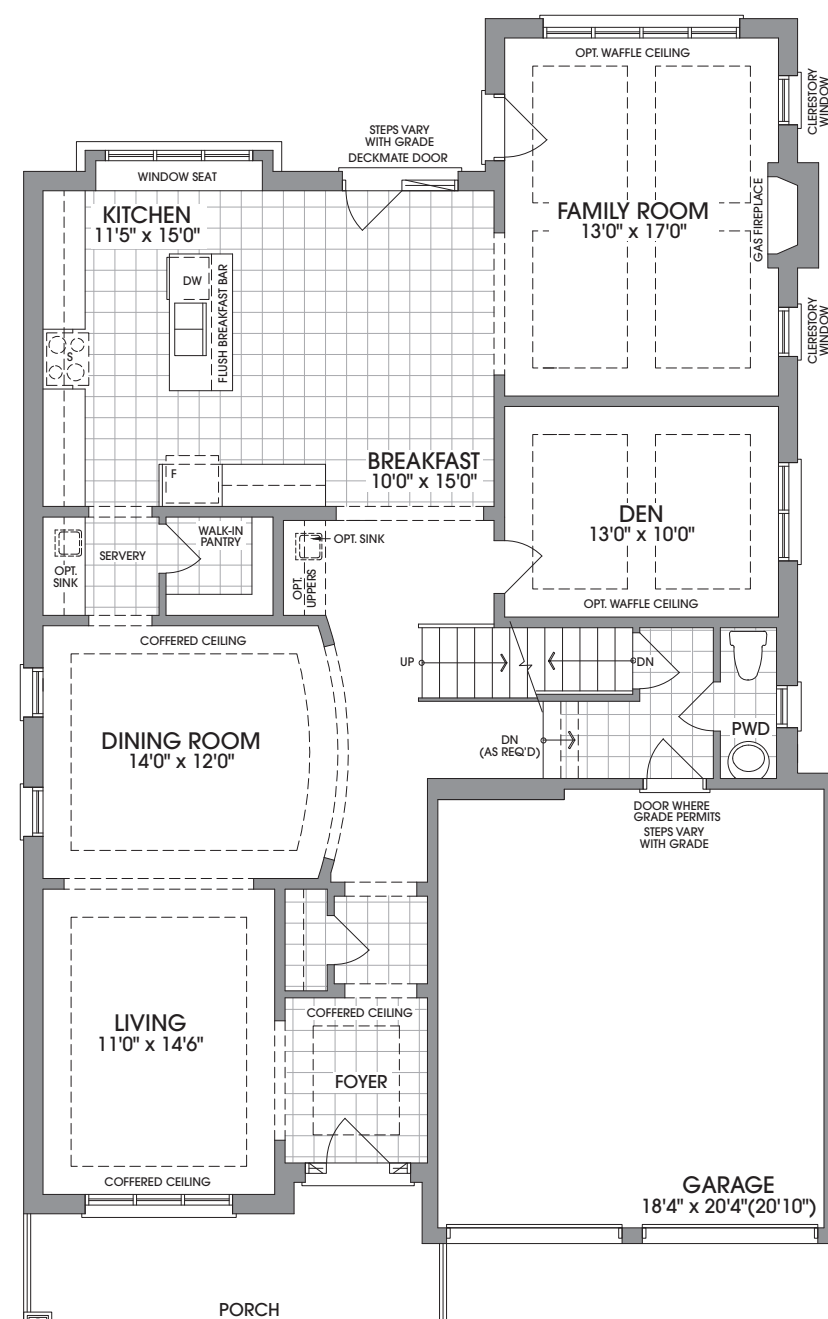 OPT. WAFFLE CEILING
CLERESTORY
WINDOW
STEPS VARY
WITH GRADE
DECKMATE DOOR
WINDOW SEAT
KITCHEN
11'5" x 15'0"
FAMILY ROOM
13'0" x 17'0"
GAS FIREPLACE
DW
FLUSH BREAKFAST BAR
S
CLERESTORY
WINDOW
F
BREAKFAST
10'0" x 15'0"
DEN
13'0" x 10'0"
OPT. WAFFLE CEILING
OPT.
SINK
SERVERY
WALK-IN
PANTRY
OPT. SINK
OPT.
UPPERS
COFFERED CEILING
UP
DN
DINING ROOM
14'0" x 12'0"
DN
(AS REQ'D)
PWD
DOOR WHERE
GRADE PERMITS
STEPS VARY
WITH GRADE
COFFERED CEILING
LIVING
11'0" x 14'6"
FOYER
COFFERED CEILING
GARAGE
18'4" x 20'4"(20'10")
PORCH